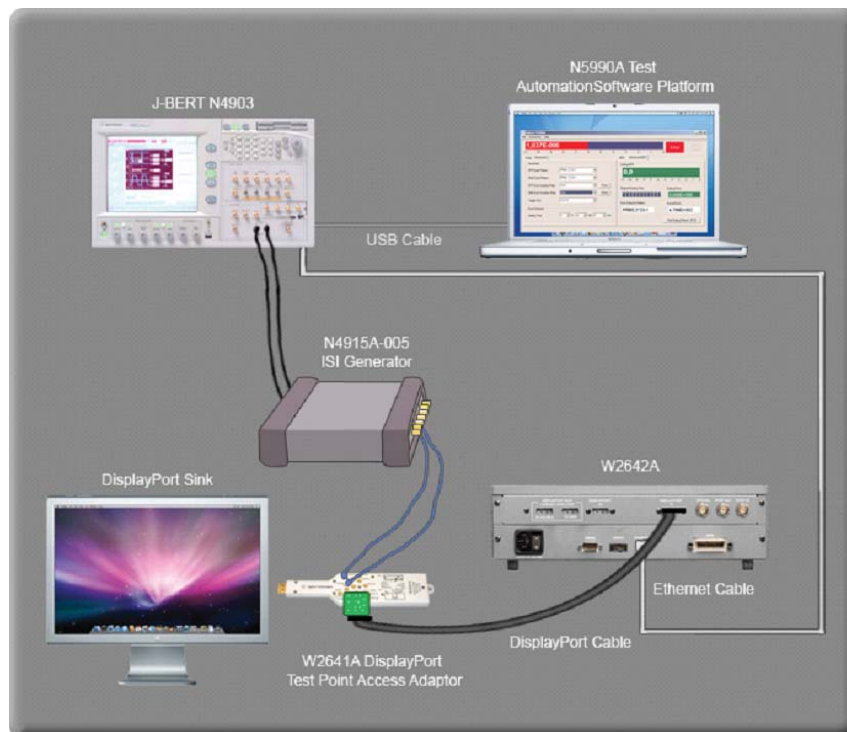 N5990A Test
AutomationSoftware Platform
J-BERT N4903
USB Cable
N4915A-005
ISI Generator
DisplayPort Sink
W2642A
Ethernet Cable
DisplayPort Cable
W2641A DisplayPort
Test Point Access Adaptor